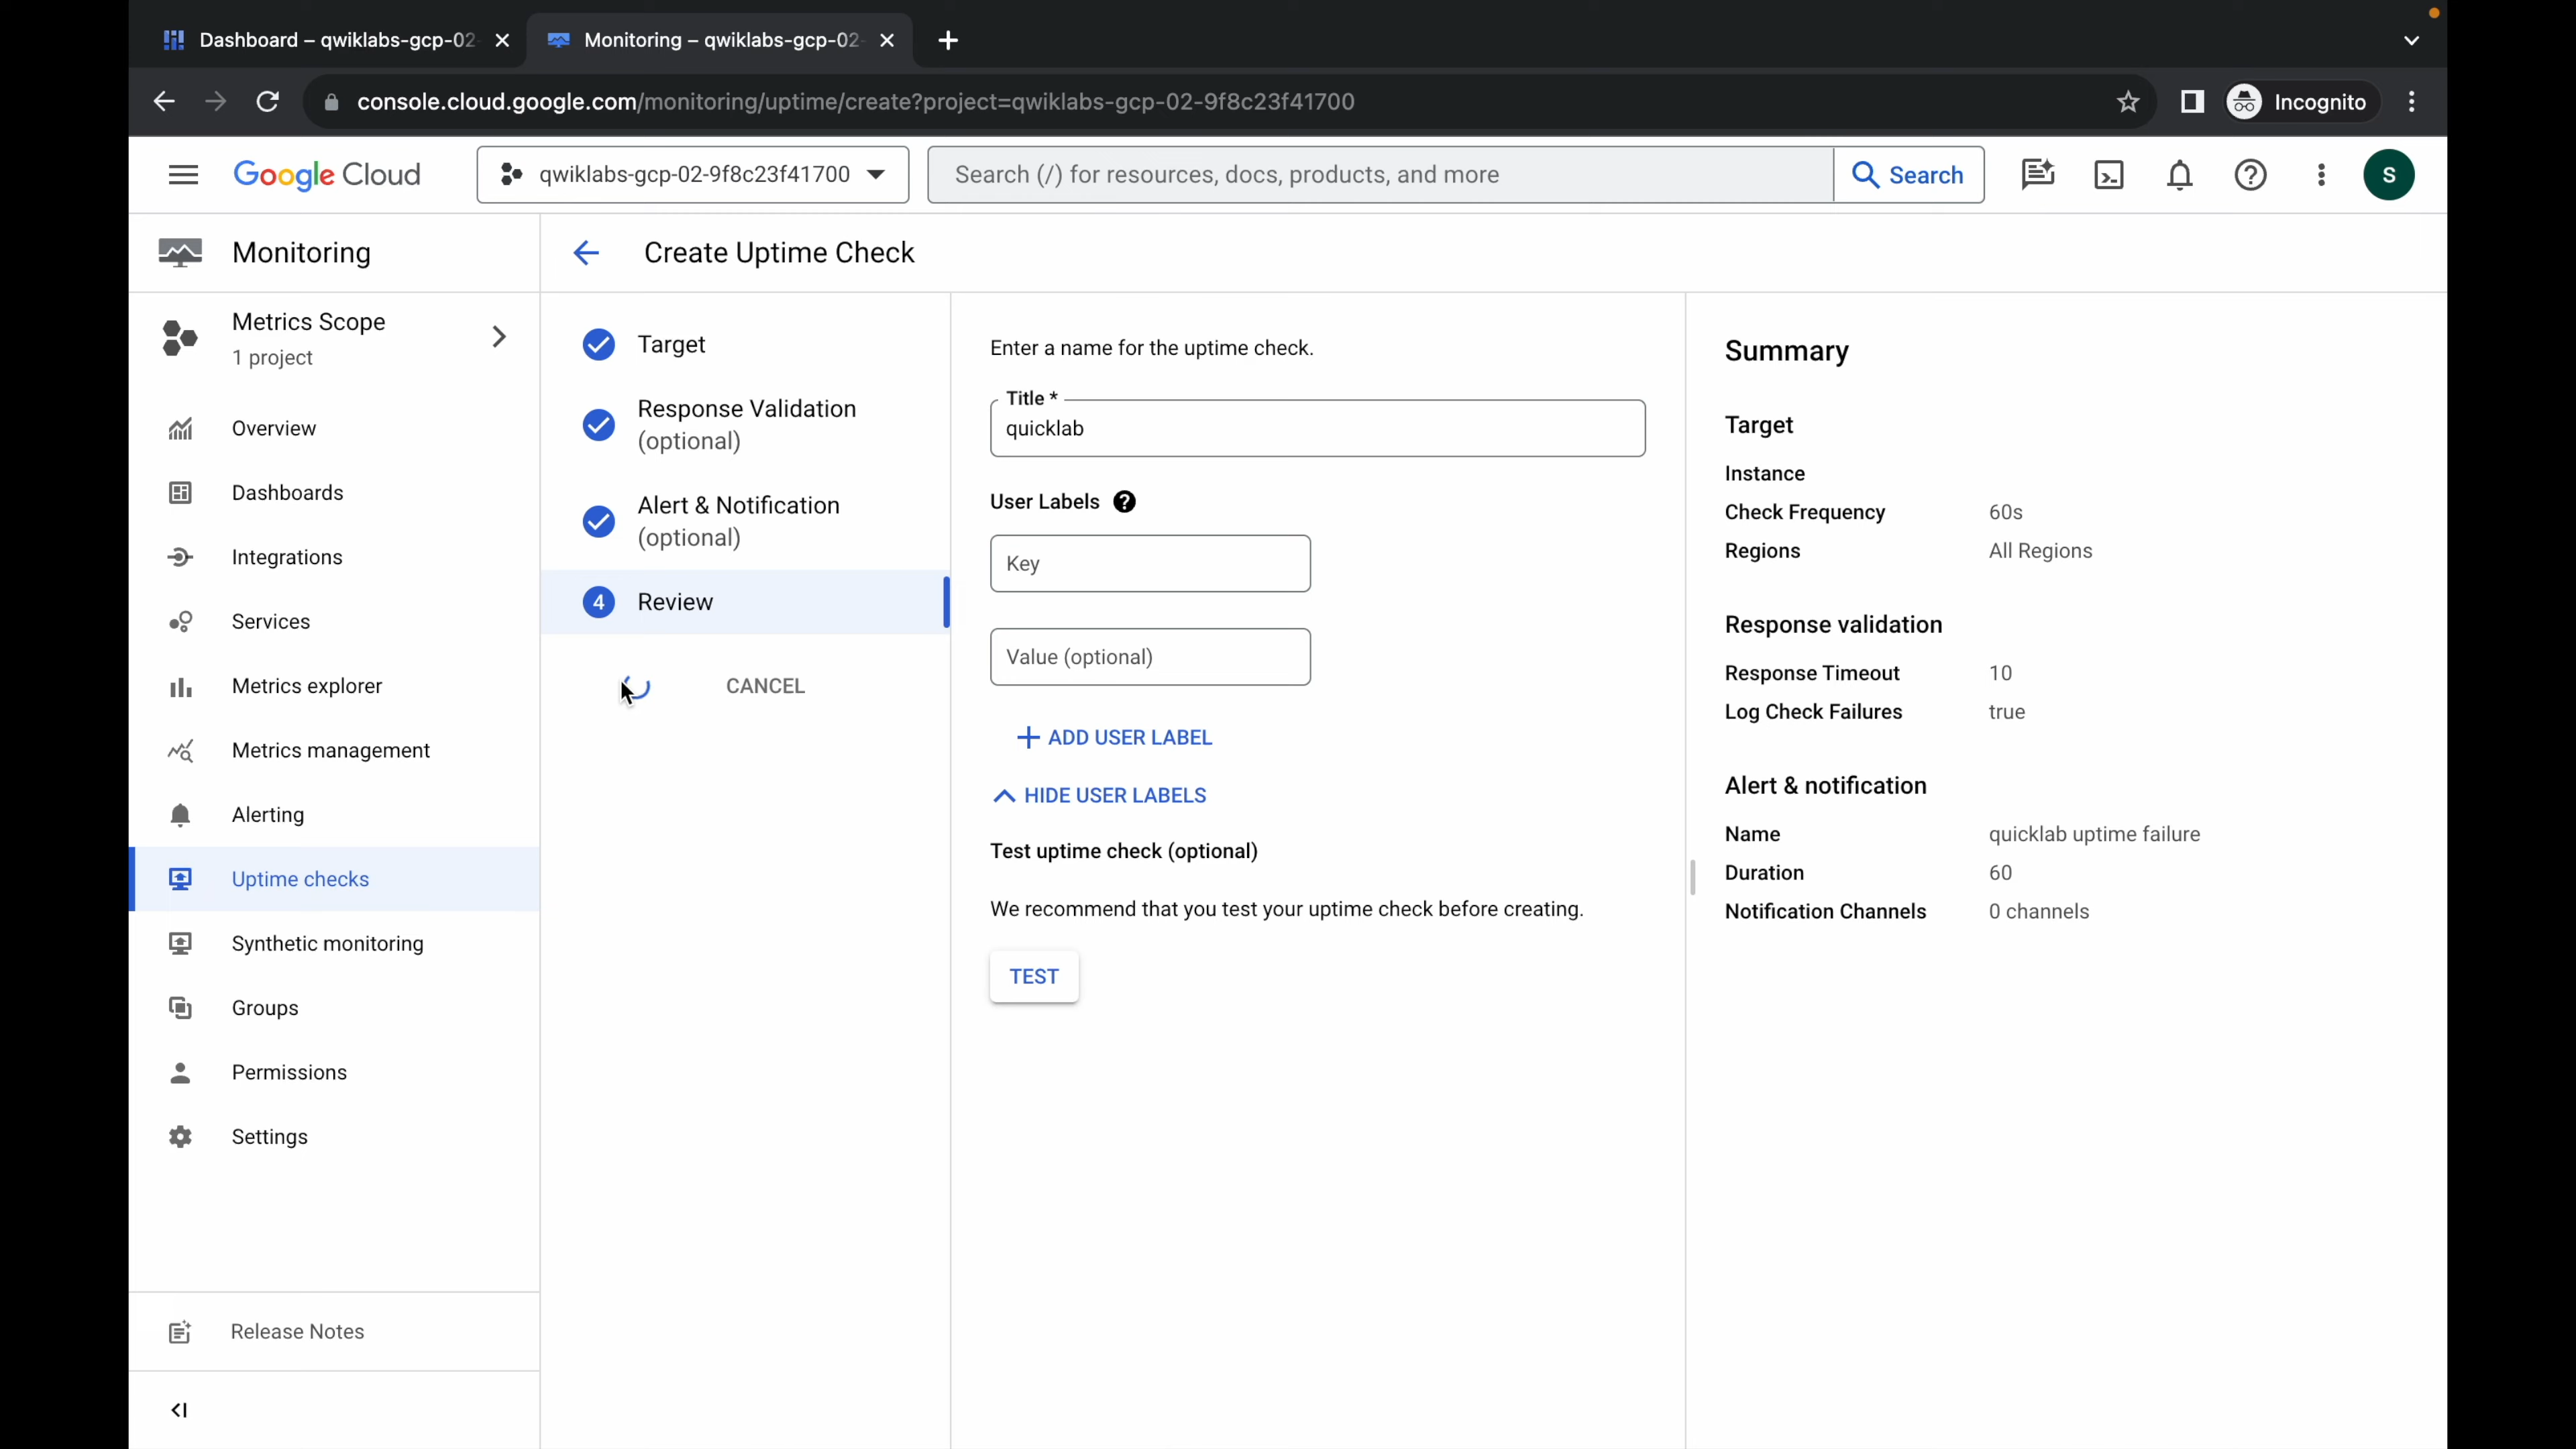 Dashboard – qwiklabs-gcp-02-
Monitoring – qwiklabs-gcp-02-
console.cloud.google.com/monitoring/uptime/create?project=qwiklabs-gcp-02-9f8c23f41700
Incognito
Google Cloud
qwiklabs-gcp-02-9f8c23f41700
Search (/) for resources, docs, products, and more
Search
S
Monitoring
Metrics Scope
1 project
Overview
Dashboards
Integrations
Services
Metrics explorer
Metrics management
Alerting
Uptime checks
Synthetic monitoring
Groups
Permissions
Settings
Release Notes
Create Uptime Check
Target
Response Validation
(optional)
Alert & Notification
(optional)
4 Review
CANCEL
Enter a name for the uptime check.
Title *
quicklab
User Labels
Key
Value (optional)
ADD USER LABEL
HIDE USER LABELS
Test uptime check (optional)
We recommend that you test your uptime check before creating.
TEST
Summary
Target
Instance
Check Frequency 60s
Regions All Regions
Response validation
Response Timeout 10
Log Check Failures true
Alert & notification
Name quicklab uptime failure
Duration 60
Notification Channels 0 channels